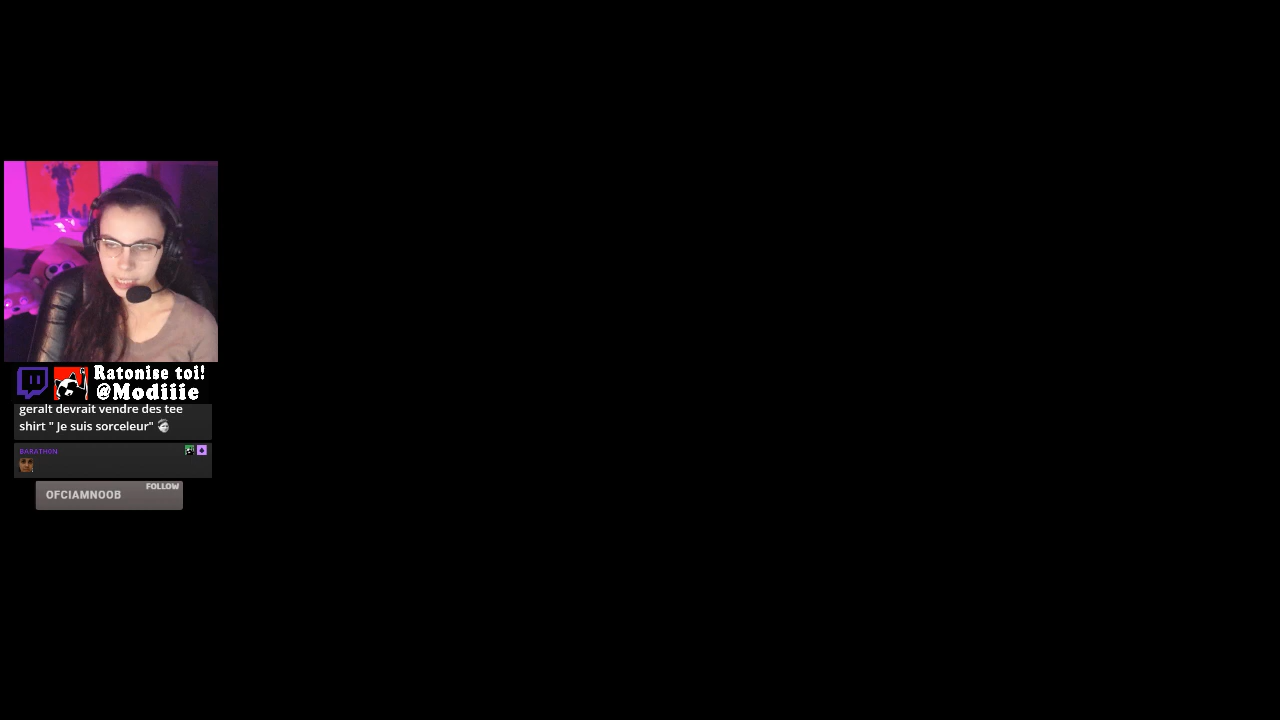 Ratonise toi!
@Modiiie
geralt devrait vendre des tee
shirt " Je suis sorceleur"
BARATHON
FOLLOW
OFCIAMNOOB